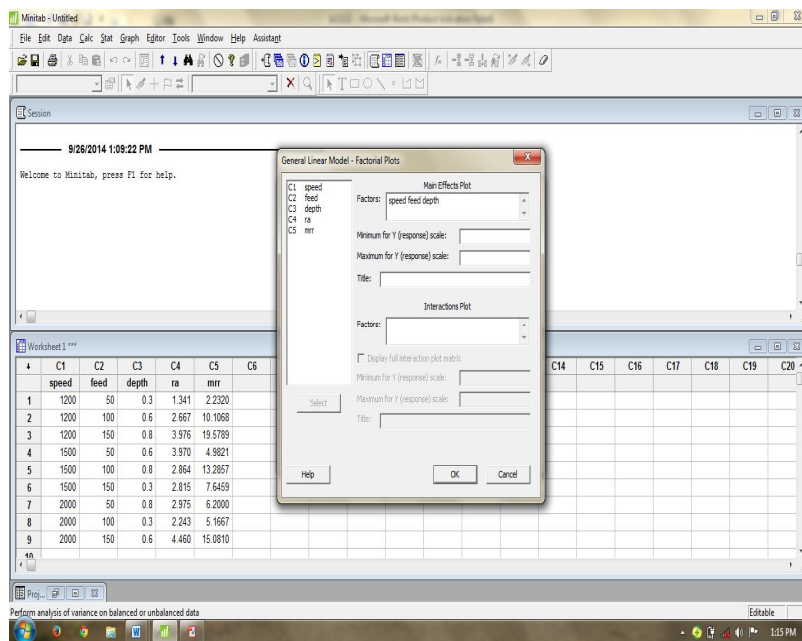 Minitab - Untitled
File Edit Data Calc Stat Graph Editor Tools Window Help Assistant
Session
9/26/2014 1:09:22 PM
Welcome to Minitab, press F1 for help.
General Linear Model - Factorial Plots
C1 speed
C2 feed
C3 depth
C4 ra
C5 mrr
Main Effects Plot
Factors: speed feed depth
Minimum for Y (response) scale:
Maximum for Y (response) scale:
Title:
Interactions Plot
Factors:
Display full interaction plot matrix
Minimum for Y (response) scale:
Maximum for Y (response) scale:
Title:
Select
Help OK Cancel
Worksheet 1 ***
C1 C2 C3 C4 C5 C6 C14 C15 C16 C17 C18 C19 C20
speed feed depth ra mrr
1 1200 50 0.3 1.341 2.2320
2 1200 100 0.6 2.667 10.1068
3 1200 150 0.8 3.976 19.5789
4 1500 50 0.6 3.970 4.9821
5 1500 100 0.8 2.864 13.2857
6 1500 150 0.3 2.815 7.6459
7 2000 50 0.8 2.975 6.2000
8 2000 100 0.3 2.243 5.1667
9 2000 150 0.6 4.460 15.0810
10
Proj...
Perform analysis of variance on balanced or unbalanced data
Editable
1:15 PM